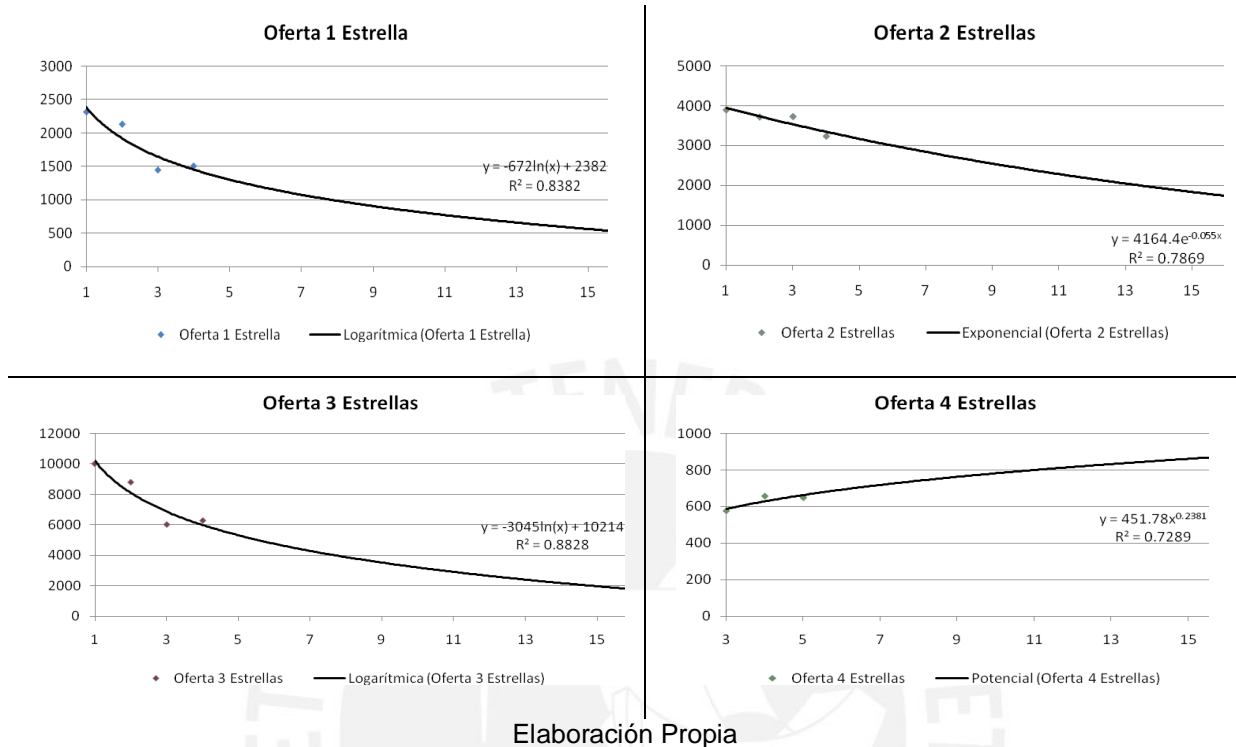 Oferta 1 Estrella
3000
2500
2000
1500
1000
500
0
y = -672ln(x) + 2382
R² = 0.8382
1 3 5 7 9 11 13 15
Oferta 1 Estrella Logarítmica (Oferta 1 Estrella)
Oferta 2 Estrellas
5000
4000
3000
2000
1000
0
y = 4164.4e^-0.055x
R² = 0.7869
1 3 5 7 9 11 13 15
Oferta 2 Estrellas Exponencial (Oferta 2 Estrellas)
Oferta 3 Estrellas
12000
10000
8000
6000
4000
2000
0
y = -3045ln(x) + 10214
R² = 0.8828
1 3 5 7 9 11 13 15
Oferta 3 Estrellas Logarítmica (Oferta 3 Estrellas)
Oferta 4 Estrellas
1000
800
600
400
200
0
y = 451.78x^0.2381
R² = 0.7289
3 5 7 9 11 13 15
Oferta 4 Estrellas Potencial (Oferta 4 Estrellas)
Elaboración Propia